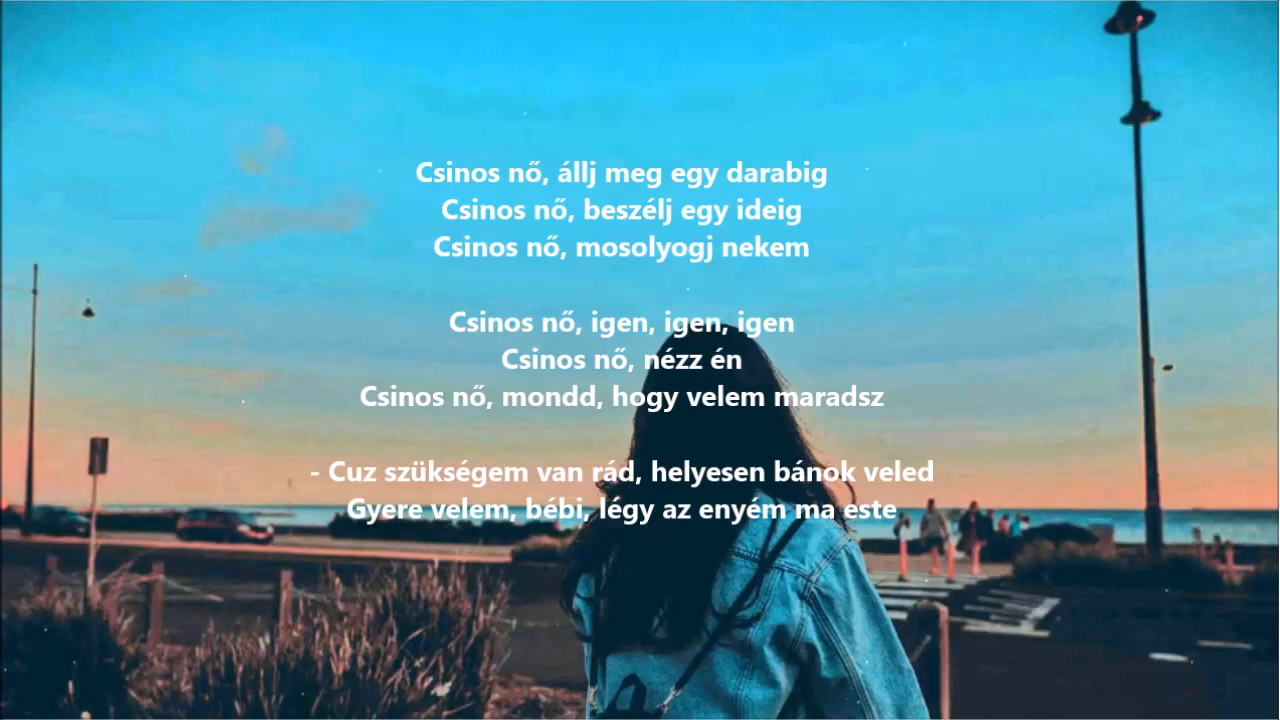 Csinos nő, állj meg egy darabig
Csinos nő, beszélj egy ideig
Csinos nő, mosolyogj nekem
Csinos nő, igen, igen, igen
Csinos nő, nézz én
Csinos nő, mondd, hogy velem maradsz
- Cuz szükségem van rád, helyesen bánok veled
Gyere velem, bébi, légy az enyém ma este